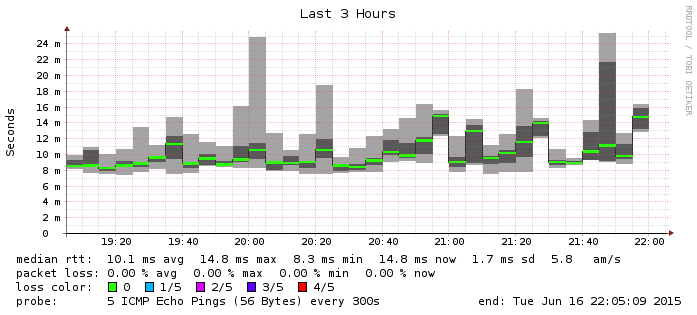 Last 3 Hours
RRDTOOL / TOBI OETIKER
Seconds
24 m
22 m
20 m
18 m
16 m
14 m
12 m
10 m
8 m
6 m
4 m
2 m
0
19:20 19:40 20:00 20:20 20:40 21:00 21:20 21:40 22:00
median rtt: 10.1 ms avg 14.8 ms max 8.3 ms min 14.8 ms now 1.7 ms sd 5.8 am/s
packet loss: 0.00 % avg 0.00 % max 0.00 % min 0.00 % now
loss color: 0 1/5 2/5 3/5 4/5
probe: 5 ICMP Echo Pings (56 Bytes) every 300s end: Tue Jun 16 22:05:09 2015